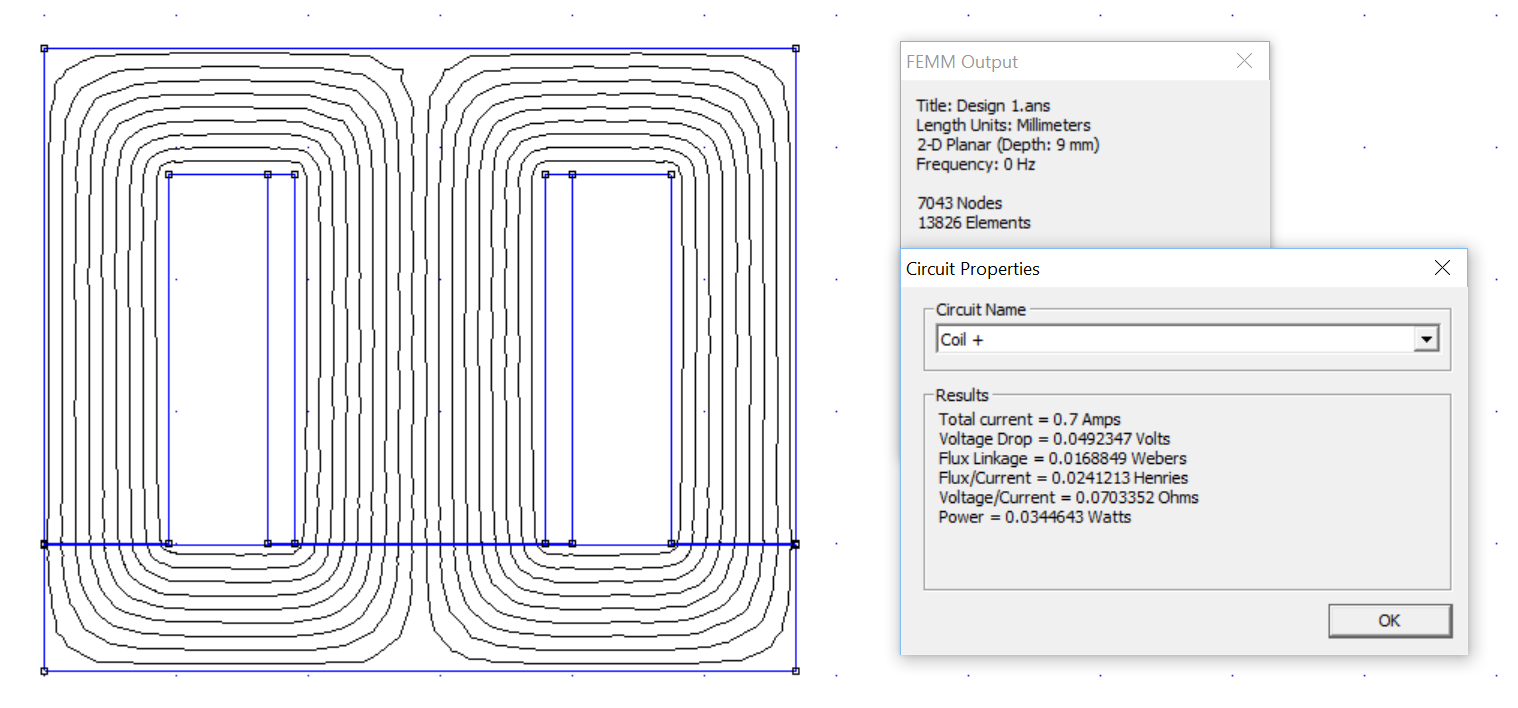 FEMM Output
Title: Design 1.ans
Length Units: Millimeters
2-D Planar (Depth: 9 mm)
Frequency: 0 Hz
7043 Nodes
13826 Elements
Circuit Properties
Circuit Name
Coil +
Results
Total current = 0.7 Amps
Voltage Drop = 0.0492347 Volts
Flux Linkage = 0.0168849 Webers
Flux/Current = 0.0241213 Henries
Voltage/Current = 0.0703352 Ohms
Power = 0.0344643 Watts
OK